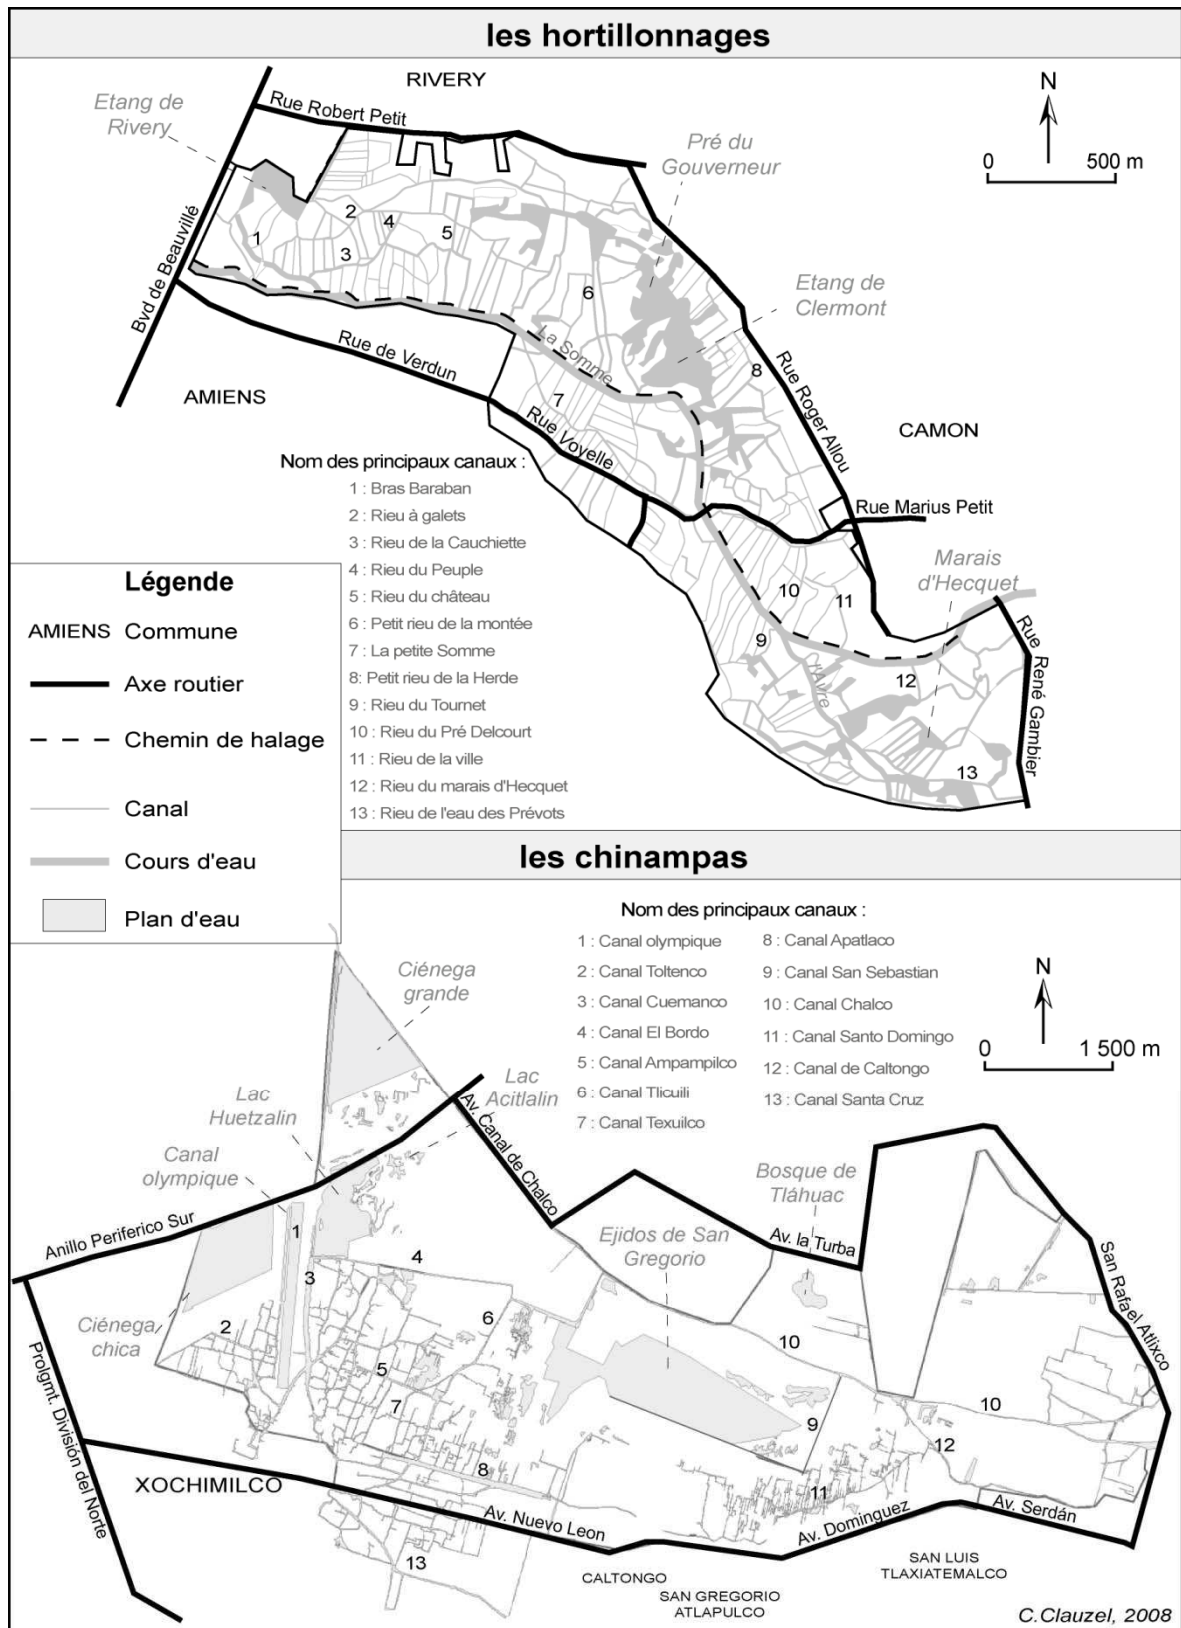 les hortillonnages
RIVERY
Etang de
Rivery
Rue Robert Petit
Pré du
Gouverneur
N
0 500 m
Bvd de Beauvillé
1
2
3
4
5
6
Etang de
Clermont
La Somme
Rue de Verdun
AMIENS
7
8
Rue Roger Allou
Rue Voyelle
CAMON
Rue Marius Petit
Marais
d'Hecquet
10
11
9
l'Avre
12
13
Rue René Gambier
Nom des principaux canaux :
1 : Bras Baraban
2 : Rieu à galets
3 : Rieu de la Cauchiette
4 : Rieu du Peuple
5 : Rieu du château
6 : Petit rieu de la montée
7 : La petite Somme
8: Petit rieu de la Herde
9 : Rieu du Tournet
10 : Rieu du Pré Delcourt
11 : Rieu de la ville
12 : Rieu du marais d'Hecquet
13 : Rieu de l'eau des Prévots
Légende
AMIENS Commune
Axe routier
Chemin de halage
Canal
Cours d'eau
Plan d'eau
les chinampas
Nom des principaux canaux :
1 : Canal olympique
2 : Canal Toltenco
3 : Canal Cuemanco
4 : Canal El Bordo
5 : Canal Ampampilco
6 : Canal Tlicuili
7 : Canal Texuilco
8 : Canal Apatlaco
9 : Canal San Sebastian
10 : Canal Chalco
11 : Canal Santo Domingo
12 : Canal de Caltongo
13 : Canal Santa Cruz
N
0 1 500 m
Ciénega
grande
Lac
Huetzalin
Lac
Acitlalin
Canal
olympique
Av. Canal de Chalco
Anillo Periferico Sur
Bosque de
Tláhuac
Ejidos de San
Gregorio
Av. la Turba
San Rafael Atlixco
Ciénega
chica
1
2
3
4
5
6
7
8
9
10
10
11
12
13
Prolgmt. División del Norte
XOCHIMILCO
Av. Nuevo Leon
Av. Dominguez
Av. Serdán
CALTONGO
SAN GREGORIO
ATLAPULCO
SAN LUIS
TLAXIATEMALCO
C.Clauzel, 2008